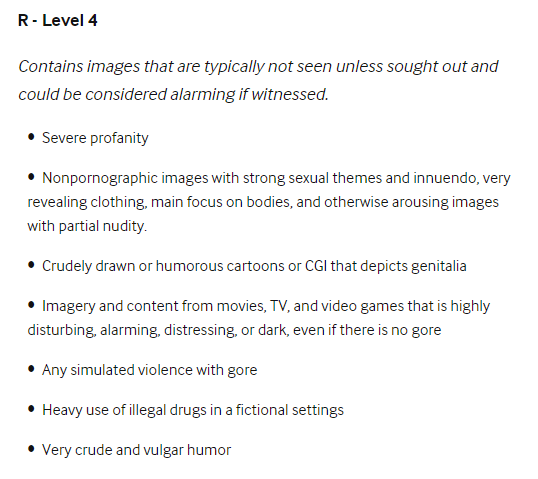 R - Level 4
Contains images that are typically not seen unless sought out and
could be considered alarming if witnessed.
• Severe profanity
• Nonpornographic images with strong sexual themes and innuendo, very
revealing clothing, main focus on bodies, and otherwise arousing images
with partial nudity.
• Crudely drawn or humorous cartoons or CGI that depicts genitalia
• Imagery and content from movies, TV, and video games that is highly
disturbing, alarming, distressing, or dark, even if there is no gore
• Any simulated violence with gore
• Heavy use of illegal drugs in a fictional settings
• Very crude and vulgar humor